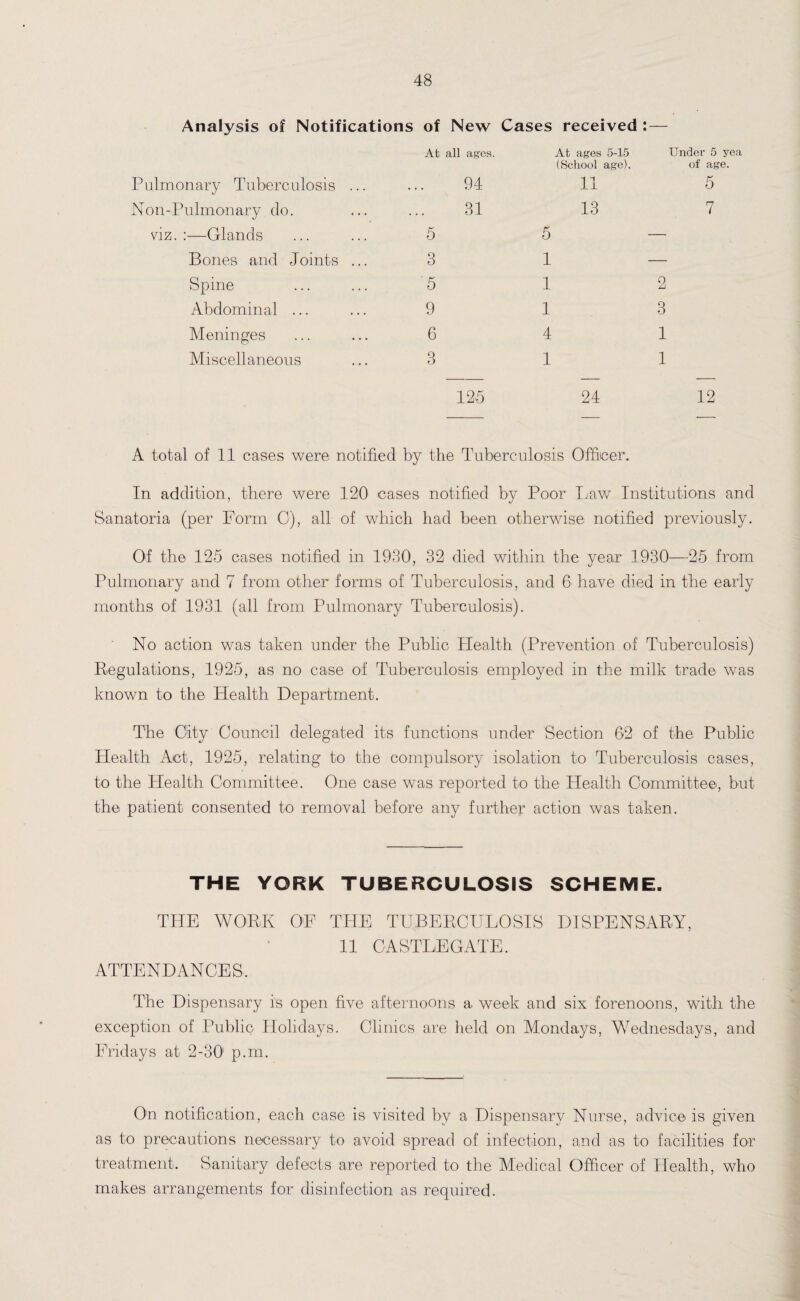 48
Analysis of Notifications of New Cases received :—
At all ages. At ages 5-15 Under 5 yea
(School age). of age.
Pulmonary Tuberculosis ... ... 94 11 5
Non-Pulmonary do. ... ... 31 13 7
viz. :—Glands ... ... 5 5 —
Bones and Joints ... 3 1 —
Spine ... ... 5 1 2
Abdominal ... ... 9 1 3
Meninges ... ... 6 4 1
Miscellaneous ... 3 1 1
125 24 12
A total of 11 cases were notified by the Tuberculosis Officer.
In addition, there were 120 cases notified by Poor Law Institutions and
Sanatoria (per Form C), all of which had been otherwise notified previously.
Of the 125 cases notified in 1930, 32 died within the year 1930—25 from
Pulmonary and 7 from other forms of Tuberculosis, and 6 have died in the early
months of 1931 (all from Pulmonary Tuberculosis).
No action was taken under the Public Health (Prevention of Tuberculosis)
Regulations, 1925, as no case of Tuberculosis employed in the milk trade was
known to the Health Department.
The City Council delegated its functions under Section 62 of the Public
Health Act, 1925, relating to the compulsory isolation to Tuberculosis cases,
to the Health Committee. One case was reported to the Health Committee, but
the patient consented to removal before any further action was taken.
THE YORK TUBERCULOSIS SCHEME.
THE WORK OF THE TUBERCULOSIS DISPENSARY,
11 CASTLEGATE.
ATTENDANCES.
The Dispensary is open five afternoons a week and six forenoons, with the
exception of Public Holidays. Clinics are held on Mondays, Wednesdays, and
Fridays at 2-30 p.m.
On notification, each case is visited by a Dispensary Nurse, advice is given
as to precautions necessary to avoid spread of infection, and as to facilities for
treatment. Sanitary defects are reported to the Medical Officer of Health, who
makes arrangements for disinfection as required.